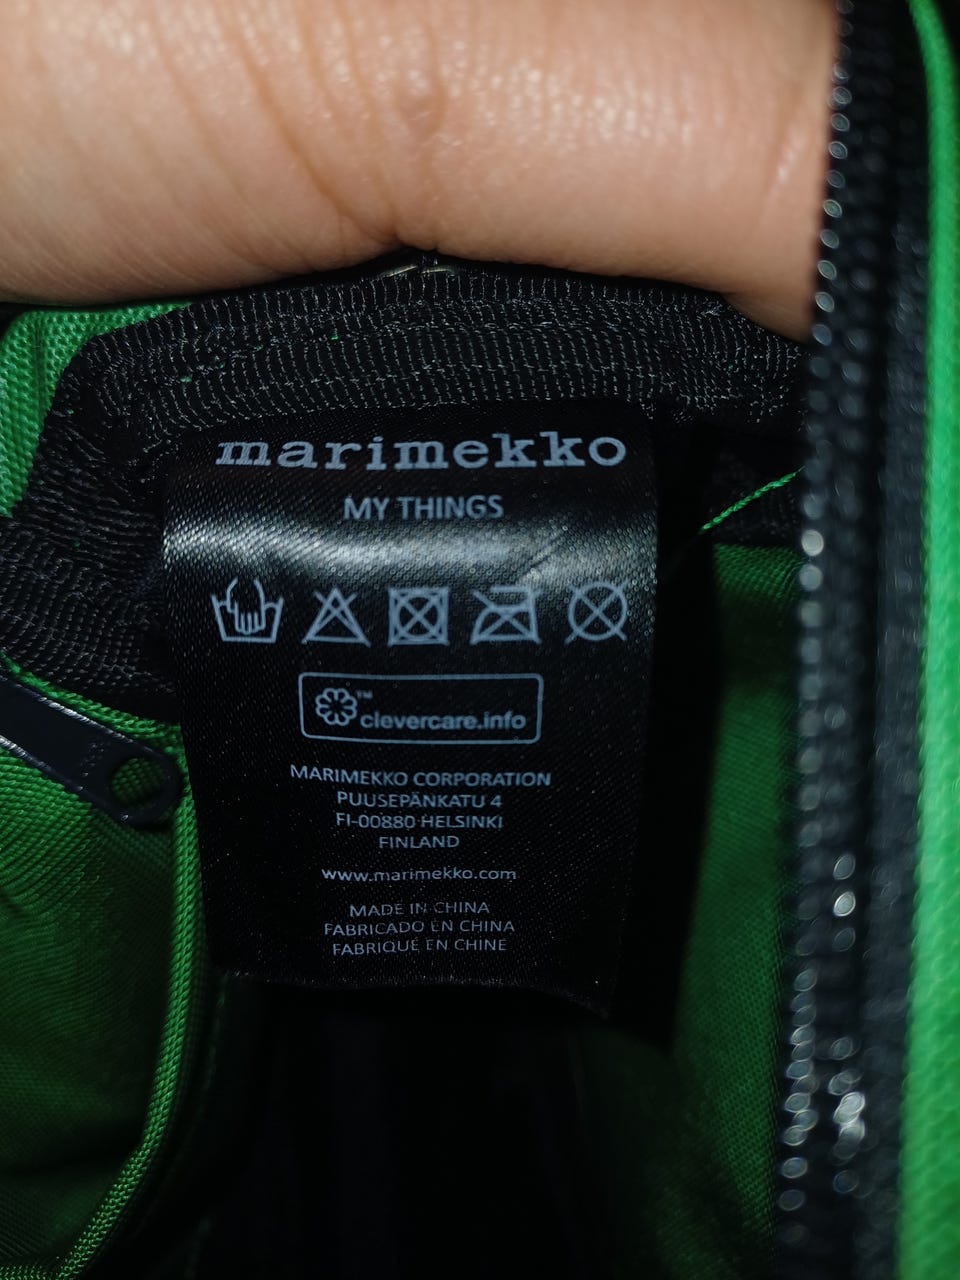 marimekko
MY THINGS
™
clevercare.info
MARIMEKKO CORPORATION
PUUSEPÄNKATU 4
FI-00880 HELSINKI
FINLAND
www.marimekko.com
MADE IN CHINA
FABRICADO EN CHINA
FABRIQUÉ EN CHINE